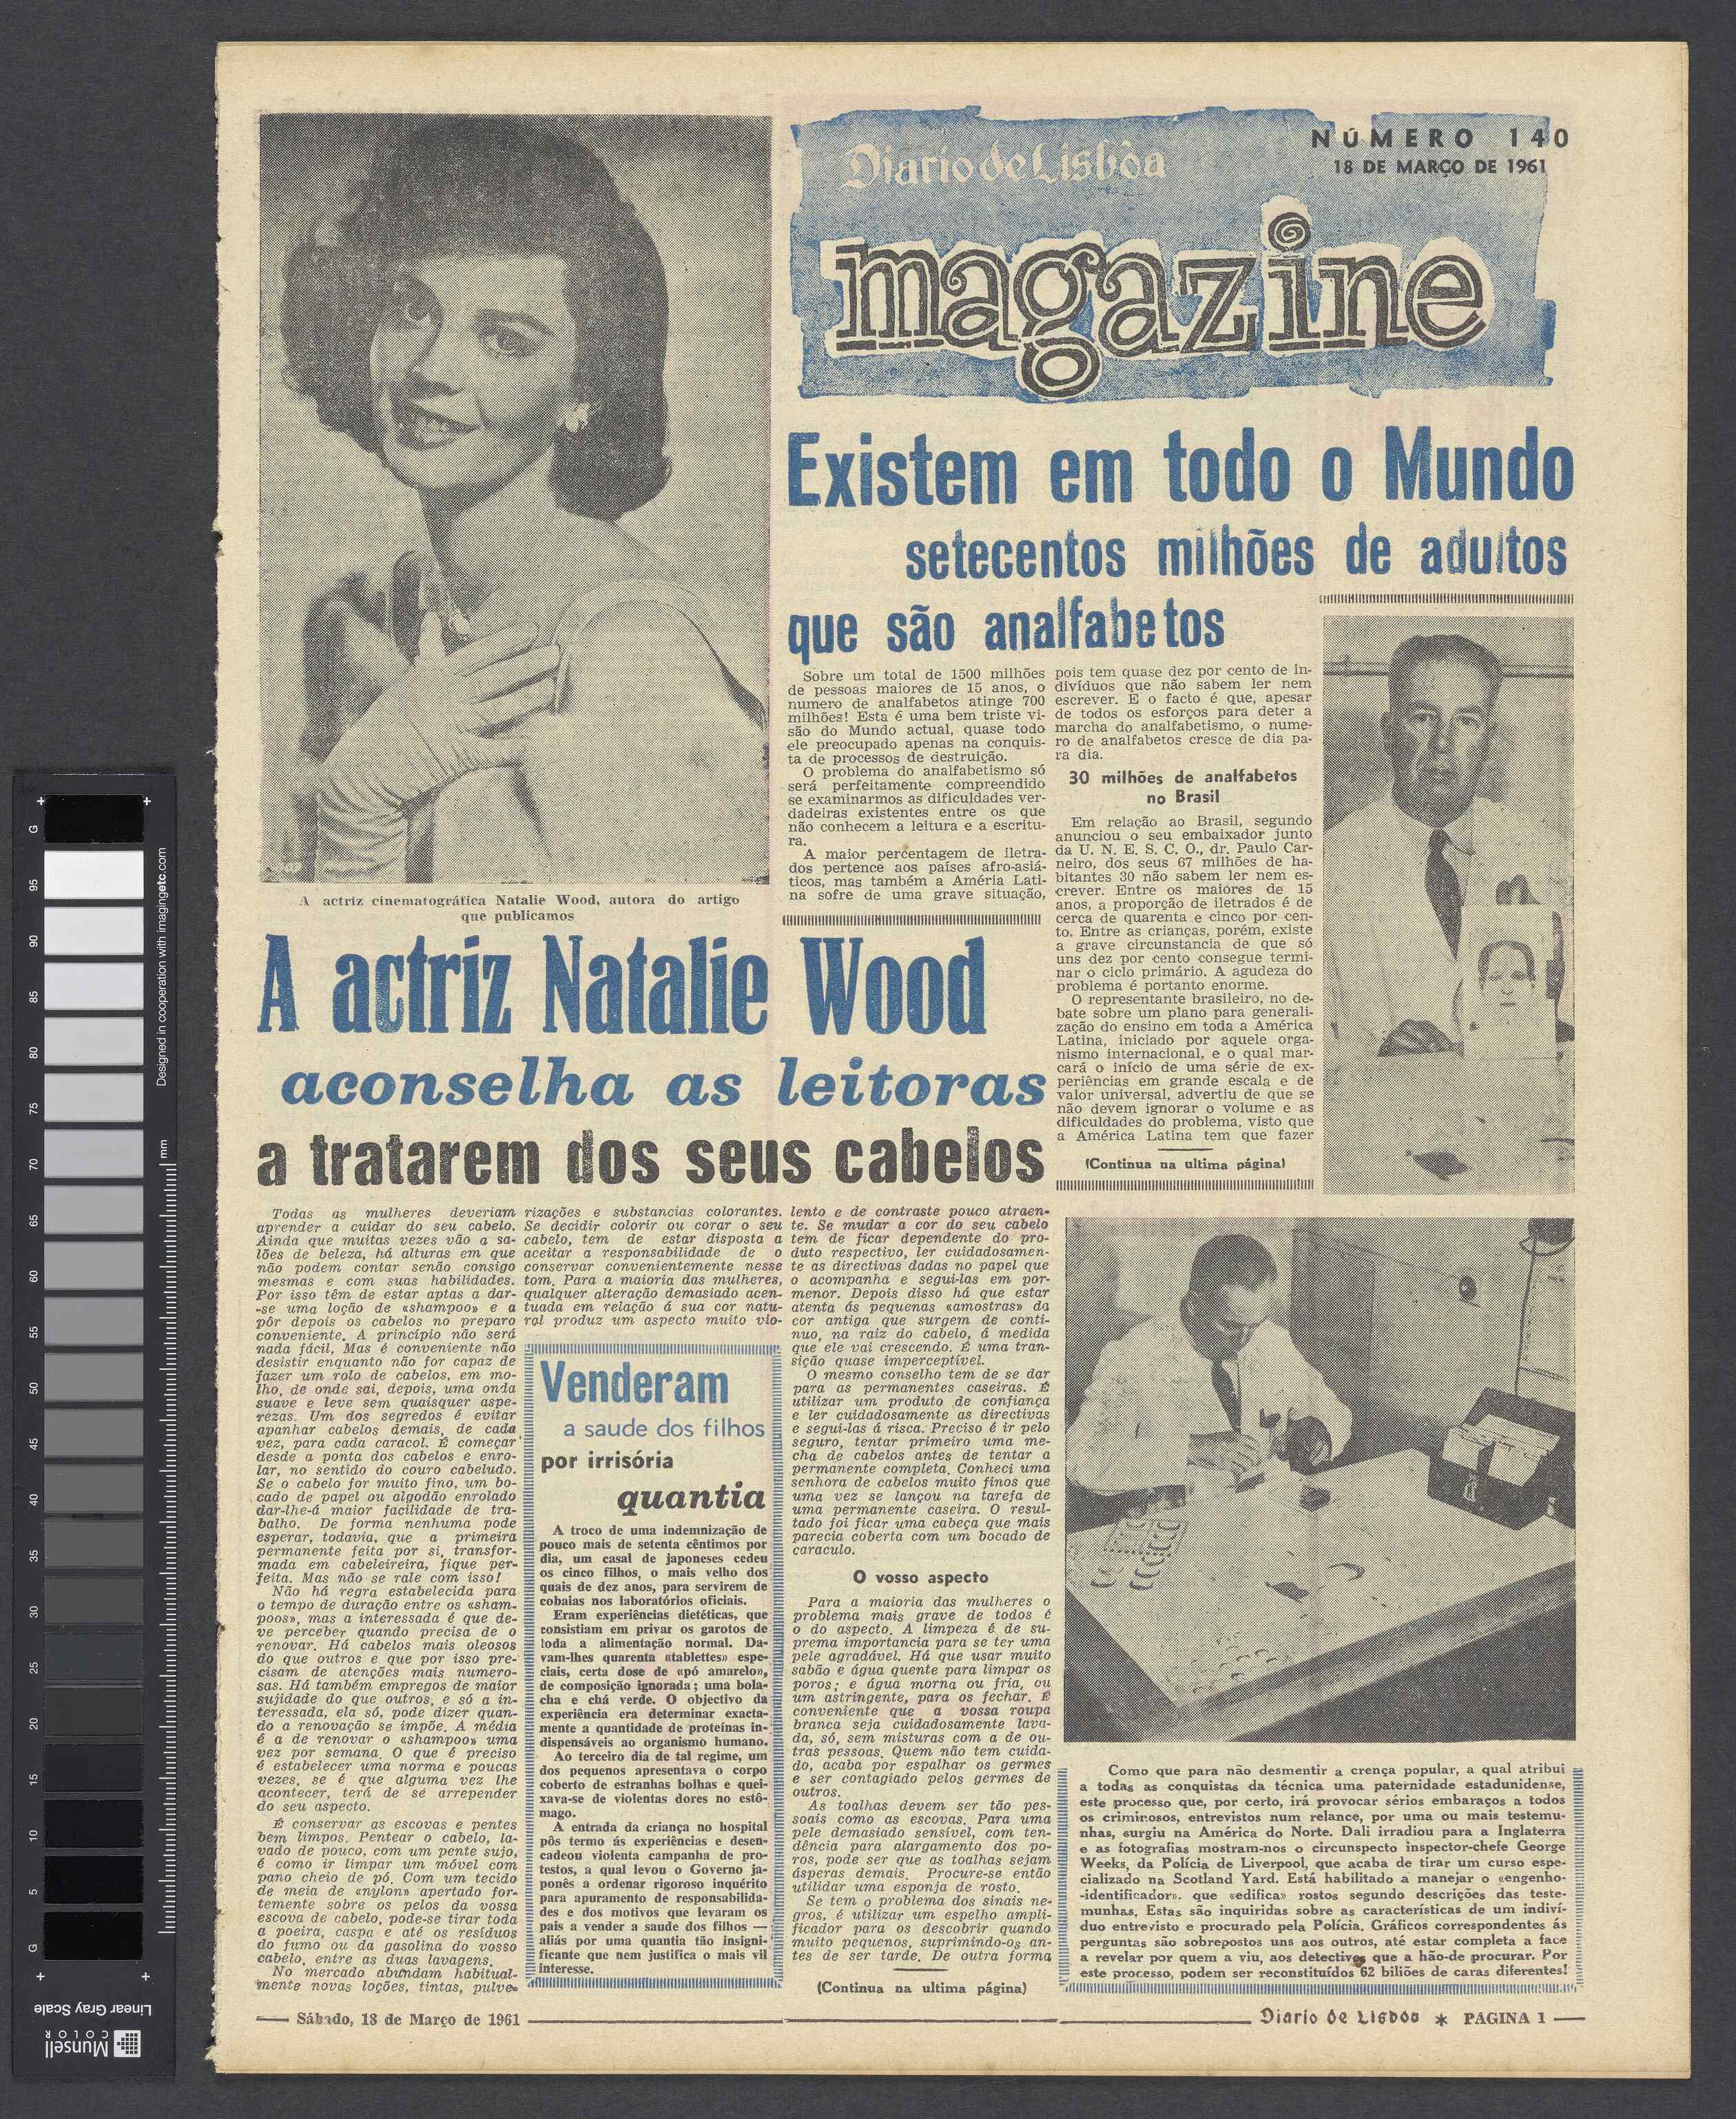 Diario de Lisbôa
NÚMERO 140
18 DE MARÇO DE 1961
magazine
Existem em todo o Mundo
setecentos milhões de adultos
que são analfabetos
Sobre um total de 1500 milhões
de pessoas maiores de 15 anos, o
numero de analfabetos atinge 700
milhões! Esta é uma bem triste vi-
são do Mundo actual, quase todo
ele preocupado apenas na conquis-
ta de processos de destruição.
O problema do analfabetismo só
será perfeitamente compreendido
se examinarmos as dificuldades ver-
dadeiras existentes entre os que
não conhecem a leitura e a escritu-
ra.
A maior percentagem de iletra-
dos pertence aos países afro-asiá-
ticos, mas também a Améria Lati-
na sofre de uma grave situação,
pois tem quase dez por cento de in-
divíduos que não sabem ler nem
escrever. E o facto é que, apesar
de todos os esforços para deter a
marcha do analfabetismo, o nume-
ro de analfabetos cresce de dia pa-
ra dia.
30 milhões de analfabetos
no Brasil
Em relação ao Brasil, segundo
anunciou o seu embaixador junto
da U. N. E. S. C. O., dr. Paulo Car-
neiro, dos seus 67 milhões de ha-
bitantes 30 não sabem ler nem es-
crever. Entre os maiores de 15
anos, a proporção de iletrados é de
cerca de quarenta e cinco por cen-
to. Entre as crianças, porém, existe
a grave circunstancia de que só
uns dez por cento consegue termi-
nar o ciclo primário. A agudeza do
problema é portanto enorme.
O representante brasileiro, no de-
bate sobre um plano para generali-
zação do ensino em toda a América
Latina, iniciado por aquele orga-
nismo internacional, e o qual mar-
cará o início de uma série de ex-
periências em grande escala e de
valor universal, advertiu de que se
não devem ignorar o volume e as
dificuldades do problema, visto que
a América Latina tem que fazer
(Continua na ultima página)
A actriz cinematográfica Natalie Wood, autora do artigo
que publicamos
A actriz Natalie Wood
aconselha as leitoras
a tratarem dos seus cabelos
Todas as mulheres deveriam
aprender a cuidar do seu cabelo.
Ainda que muitas vezes vão a sa-
lões de beleza, há alturas em que
não podem contar senão consigo
mesmas e com suas habilidades.
Por isso têm de estar aptas a dar-
-se uma loção de «shampoo» e a
pôr depois os cabelos no preparo
conveniente. A princípio não será
nada fácil, Mas é conveniente não
desistir enquanto não for capaz de
fazer um rolo de cabelos, em mo-
lho, de onde sai, depois, uma onda
suave e leve sem quaisquer aspe-
rezas. Um dos segredos é evitar
apanhar cabelos demais, de cada
vez, para cada caracol. É começar
desde a ponta dos cabelos e enro-
lar, no sentido do couro cabeludo.
Se o cabelo for muito fino, um bo-
cado de papel ou algodão enrolado
dar-lhe-á maior facilidade de tra-
balho. De forma nenhuma pode
esperar, todavia, que a primeira
permanente feita por si, transfor-
mada em cabeleireira, fique per-
feita. Mas não se rale com isso!
Não há regra estabelecida para
o tempo de duração entre os «sham-
poos», mas a interessada é que de-
ve perceber quando precisa de o
renovar. Há cabelos mais oleosos
do que outros e que por isso pre-
cisam de atenções mais numero-
sas. Há também empregos de maior
sujidade do que outros, e só a in-
teressada, ela só, pode dizer quan-
do a renovação se impõe. A média
é a de renovar o «shampoo» uma
vez por semana. O que é preciso
é estabelecer uma norma e poucas
vezes, se é que alguma vez lhe
acontecer, terá de se arrepender
do seu aspecto.
É conservar as escovas e pentes
bem limpos. Pentear o cabelo, la-
vado de pouco, com um pente sujo,
é como ir limpar um móvel com
pano cheio de pó. Com um tecido
de meia de «nylon» apertado for-
temente sobre os pelos da vossa
escova de cabelo, pode-se tirar toda
a poeira, caspa e até os resíduos
do fumo ou da gasolina do vosso
cabelo, entre as duas lavagens.
No mercado abundam habitual-
mente novas loções, tintas, pulve-
rizações e substancias colorantes.
Se decidir colorir ou corar o seu
cabelo, tem de estar disposta a
aceitar a responsabilidade de o
conservar convenientemente nesse
tom. Para a maioria das mulheres,
qualquer alteração demasiado acen-
tuada em relação á sua cor natu-
ral produz um aspecto muito vio-
lento e de contraste pouco atraen-
te. Se mudar a cor do seu cabelo
tem de ficar dependente do pro-
duto respectivo, ler cuidadosamen-
te as directivas dadas no papel que
o acompanha e segui-las em por-
menor. Depois disso há que estar
atenta ás pequenas «amostras» da
cor antiga que surgem de contí-
nuo, na raiz do cabelo, á medida
que ele vai crescendo. É uma tran-
sição quase imperceptível.
O mesmo conselho tem de se dar
para as permanentes caseiras. É
utilizar um produto de confiança
e ler cuidadosamente as directivas
e segui-las á risca. Preciso é ir pelo
seguro, tentar primeiro uma me-
cha de cabelos antes de tentar a
permanente completa. Conheci uma
senhora de cabelos muito finos que
uma vez se lançou na tarefa de
uma permanente caseira. O resul-
tado foi ficar uma cabeça que mais
parecia coberta com um bocado de
caraculo.
O vosso aspecto
Para a maioria das mulheres o
problema mais grave de todos é
o do aspecto. A limpeza é de su-
prema importancia para se ter uma
pele agradável. Há que usar muito
sabão e água quente para limpar os
poros; e água morna ou fria, ou
um astringente, para os fechar. É
conveniente que a vossa roupa
branca seja cuidadosamente lava-
da, só, sem misturas com a de ou-
tras pessoas. Quem não tem cuida-
do, acaba por espalhar os germes
e ser contagiado pelos germes de
outros.
As toalhas devem ser tão pes-
soais como as escovas. Para uma
pele demasiado sensível, com ten-
dência para alargamento dos po-
ros, pode ser que as toalhas sejam
ásperas demais. Procure-se então
utilidar uma esponja de rosto.
Se tem o problema dos sinais ne-
gros, é utilizar um espelho ampli-
ficador para os descobrir quando
muito pequenos, suprimindo-os an-
tes de ser tarde. De outra forma
(Continua na ultima página)
Venderam
a saude dos filhos
por irrisória
quantia
A troco de uma indemnização de
pouco mais de setenta cêntimos por
dia, um casal de japoneses cedeu
os cinco filhos, o mais velho dos
quais de dez anos, para servirem de
cobaias nos laboratórios oficiais.
Eram experiências dietéticas, que
consistiam em privar os garotos de
toda a alimentação normal. Da-
vam-lhes quarenta «tablettes» espe-
ciais, certa dose de «pó amarelo»,
de composição ignorada; uma bola-
cha e chá verde. O objectivo da
experiência era determinar exacta-
mente a quantidade de proteínas in-
dispensáveis ao organismo humano.
Ao terceiro dia de tal regime, um
dos pequenos apresentava o corpo
coberto de estranhas bolhas e quei-
xava-se de violentas dores no estô-
mago.
A entrada da criança no hospital
pôs termo ás experiências e desen-
cadeou violenta campanha de pro-
testos, a qual levou o Governo ja-
ponês a ordenar rigoroso inquérito
para apuramento de responsabilida-
des e dos motivos que levaram os
pais a vender a saude dos filhos —
aliás por uma quantia tão insigni-
ficante que nem justifica o mais vil
interesse.
Como que para não desmentir a crença popular, a qual atribui
a todas as conquistas da técnica uma paternidade estadunidense,
este processo que, por certo, irá provocar sérios embaraços a todos
os criminosos, entrevistos num relance, por uma ou mais testemu-
nhas, surgiu na América do Norte. Dali irradiou para a Inglaterra
e as fotografias mostram-nos o circunspecto inspector-chefe George
Weeks, da Polícia de Liverpool, que acaba de tirar um curso espe-
cializado na Scotland Yard. Está habilitado a manejar o «engenho-
-identificador». que «edifica» rostos segundo descrições das teste-
munhas. Estas são inquiridas sobre as características de um indiví-
duo entrevisto e procurado pela Polícia. Gráficos correspondentes ás
perguntas são sobrepostos uns aos outros, até estar completa a face
a revelar por quem a viu, aos detectives que a hão-de procurar. Por
este processo, podem ser reconstituídos 62 biliões de caras diferentes!
Sábado, 18 de Março de 1961
Diario de Lisboa * PÁGINA 1
G 95 90 85 80 75 70 65 60 55 50 45 40 35 30 25 20 15 10 5 G
mm
Designed in cooperation with imagingetc.com
Linear Gray Scale
Munsell
COLOR